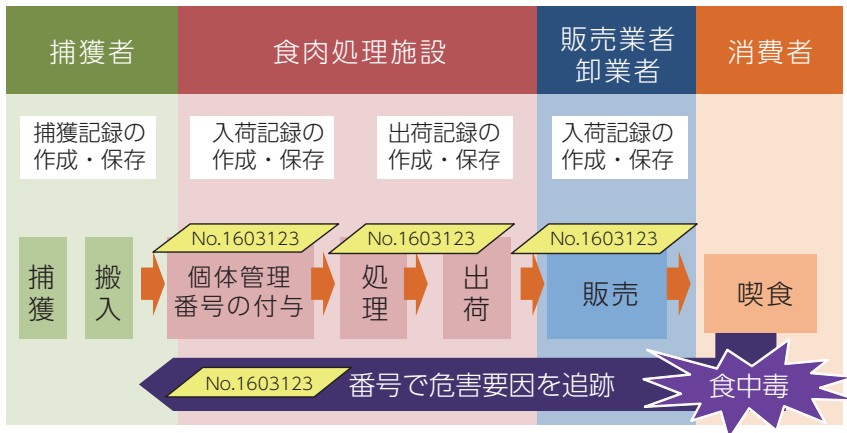 捕獲者
食肉処理施設
販売業者
卸業者
消費者
捕獲記録の
作成・保存
入荷記録の
作成・保存
出荷記録の
作成・保存
入荷記録の
作成・保存
No.1603123
No.1603123
No.1603123
捕獲
搬入
個体管理
番号の付与
処理
出荷
販売
喫食
No.1603123
番号で危害要因を追跡
食中毒